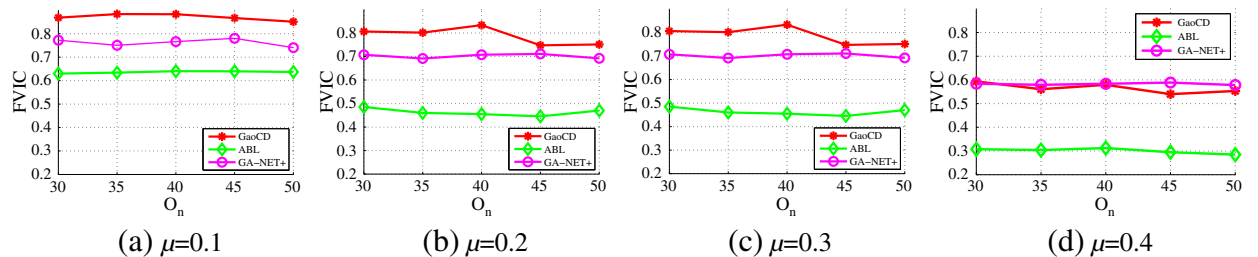 FVIC
0.8
0.7
0.6
0.5
0.4
0.3
0.2
30 35 40 45 50
O_n
GaoCD
ABL
GA-NET+
(a) μ=0.1
FVIC
0.8
0.7
0.6
0.5
0.4
0.3
0.2
30 35 40 45 50
O_n
GaoCD
ABL
GA-NET+
(b) μ=0.2
FVIC
0.8
0.7
0.6
0.5
0.4
0.3
0.2
30 35 40 45 50
O_n
GaoCD
ABL
GA-NET+
(c) μ=0.3
FVIC
0.8
0.7
0.6
0.5
0.4
0.3
0.2
30 35 40 45 50
O_n
GaoCD
ABL
GA-NET+
(d) μ=0.4